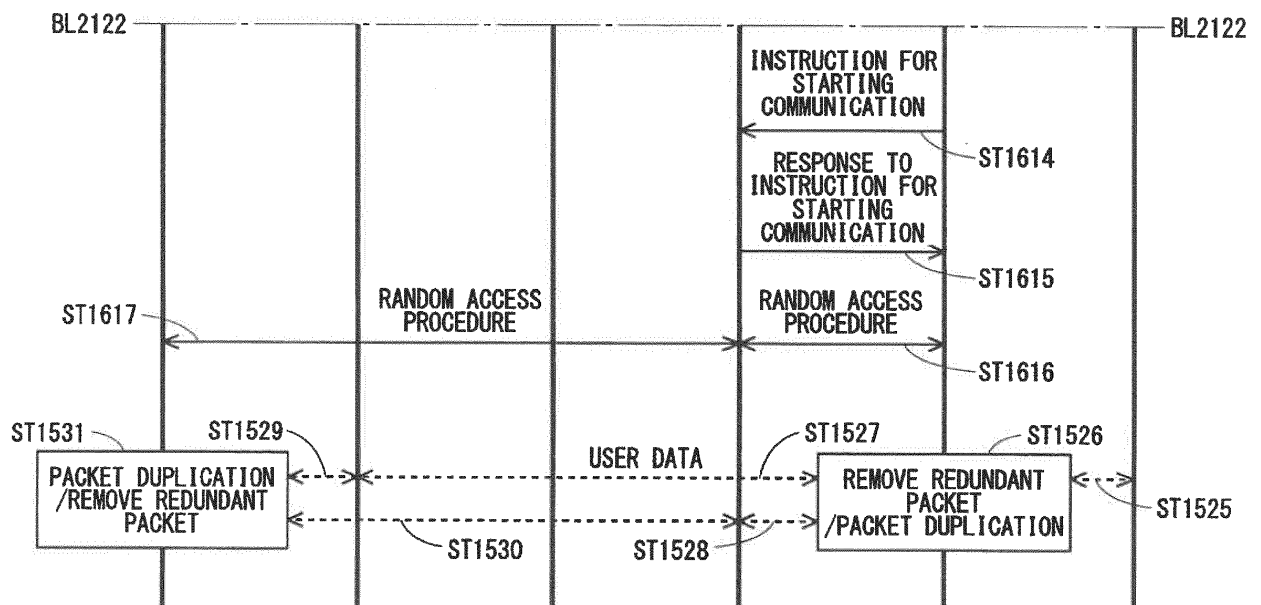 BL2122
BL2122
INSTRUCTION FOR
STARTING
COMMUNICATION
ST1614
RESPONSE TO
INSTRUCTION FOR
STARTING
COMMUNICATION
ST1615
ST1617
RANDOM ACCESS
PROCEDURE
RANDOM ACCESS
PROCEDURE
ST1616
ST1531
ST1529
ST1527
ST1526
PACKET DUPLICATION
/REMOVE REDUNDANT
PACKET
USER DATA
REMOVE REDUNDANT
PACKET
/PACKET DUPLICATION
ST1525
ST1530
ST1528